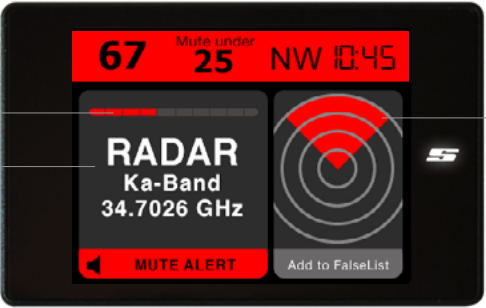 67
Mute under
25
NW 10:45
RADAR
Ka-Band
34.7026 GHz
MUTE ALERT
Add to FalseList
S